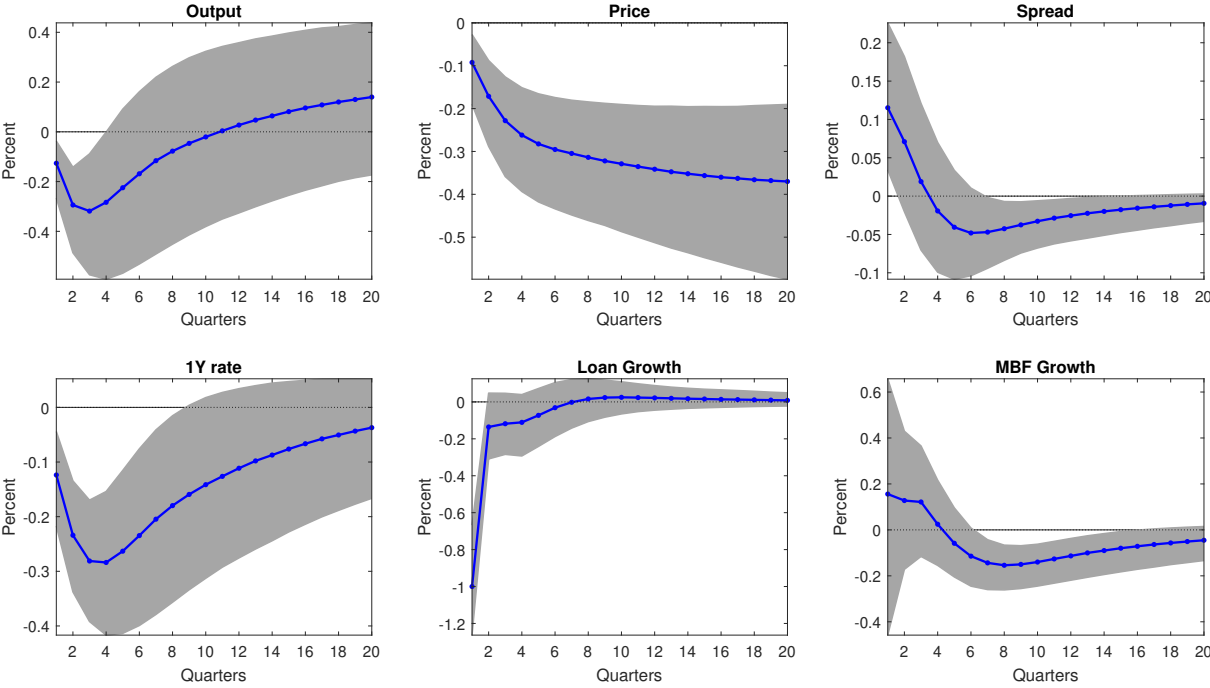 Output
Percent
0.4
0.2
0
-0.2
-0.4
2 4 6 8 10 12 14 16 18 20
Quarters
Price
Percent
0
-0.1
-0.2
-0.3
-0.4
-0.5
2 4 6 8 10 12 14 16 18 20
Quarters
Spread
Percent
0.2
0.15
0.1
0.05
0
-0.05
-0.1
2 4 6 8 10 12 14 16 18 20
Quarters
1Y rate
Percent
0
-0.1
-0.2
-0.3
-0.4
2 4 6 8 10 12 14 16 18 20
Quarters
Loan Growth
Percent
0
-0.2
-0.4
-0.6
-0.8
-1
-1.2
2 4 6 8 10 12 14 16 18 20
Quarters
MBF Growth
Percent
0.6
0.4
0.2
0
-0.2
-0.4
2 4 6 8 10 12 14 16 18 20
Quarters